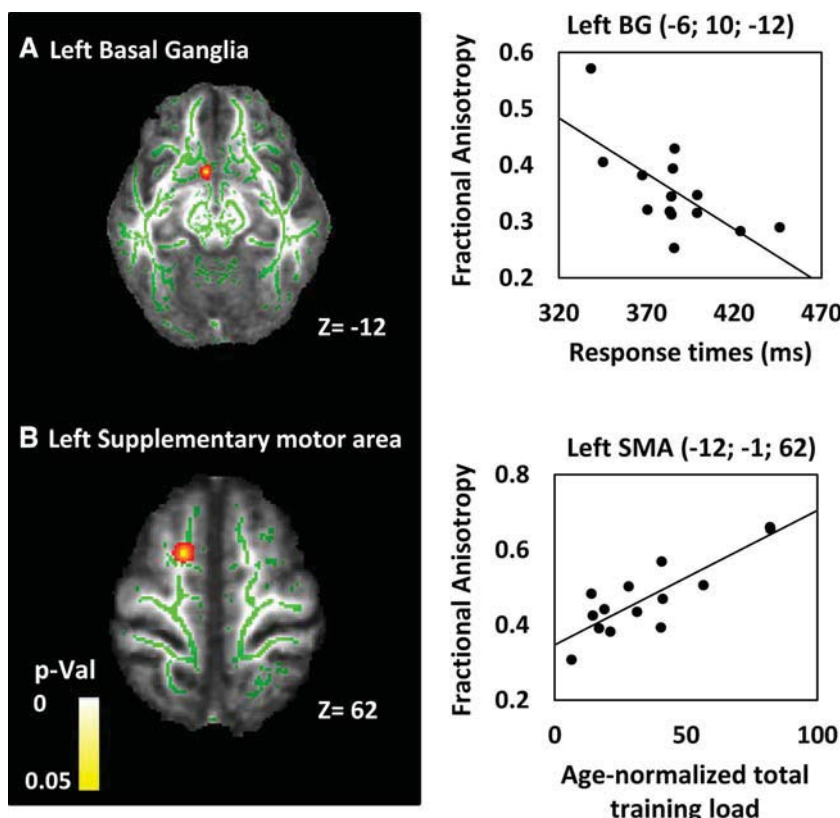 A Left Basal Ganglia
Z= -12
Left BG (-6; 10; -12)
Fractional Anisotropy
0.6
0.5
0.4
0.3
0.2
320 370 420 470
Response times (ms)
B Left Supplementary motor area
p-Val
0
0.05
Z= 62
Left SMA (-12; -1; 62)
Fractional Anisotropy
0.8
0.6
0.4
0.2
0 50 100
Age-normalized total
training load